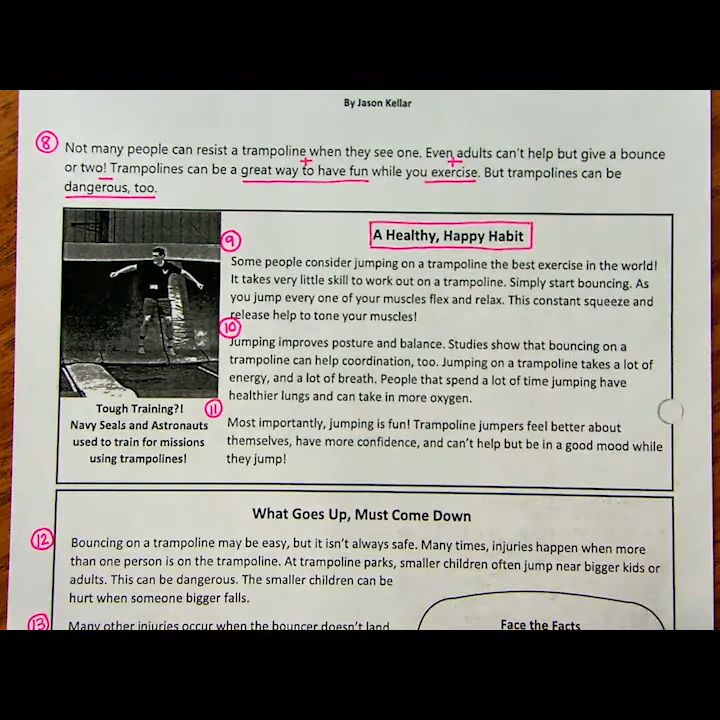 By Jason Kellar
8
Not many people can resist a trampoline when they see one. Even adults can't help but give a bounce
or two! Trampolines can be a great way to have fun while you exercise. But trampolines can be
dangerous, too.
9
A Healthy, Happy Habit
Some people consider jumping on a trampoline the best exercise in the world!
It takes very little skill to work out on a trampoline. Simply start bouncing. As
you jump every one of your muscles flex and relax. This constant squeeze and
release help to tone your muscles!
10
Jumping improves posture and balance. Studies show that bouncing on a
trampoline can help coordination, too. Jumping on a trampoline takes a lot of
energy, and a lot of breath. People that spend a lot of time jumping have
healthier lungs and can take in more oxygen.
11
Most importantly, jumping is fun! Trampoline jumpers feel better about
themselves, have more confidence, and can't help but be in a good mood while
they jump!
Tough Training?!
Navy Seals and Astronauts
used to train for missions
using trampolines!
What Goes Up, Must Come Down
12
Bouncing on a trampoline may be easy, but it isn't always safe. Many times, injuries happen when more
than one person is on the trampoline. At trampoline parks, smaller children often jump near bigger kids or
adults. This can be dangerous. The smaller children can be
hurt when someone bigger falls.
13
Many other injuries occur when the bouncer doesn't land
Face the Facts